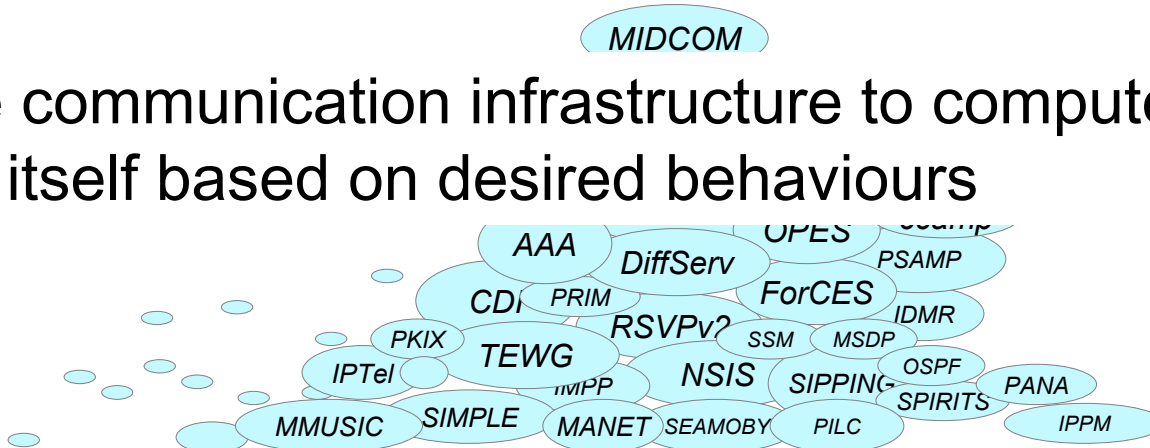 MIDCOM
communication infrastructure to compute
itself based on desired behaviours
AAA
OPES
DiffServ
PSAMP
CDI
PRIM
ForCES
IDMR
RSVPv2
PKIX
TEWG
SSM
MSDP
IPTel
IMPP
NSIS
SIPPING
OSPF
PANA
SPIRITS
MMUSIC
SIMPLE
MANET
SEAMOBY
PILC
IPPM